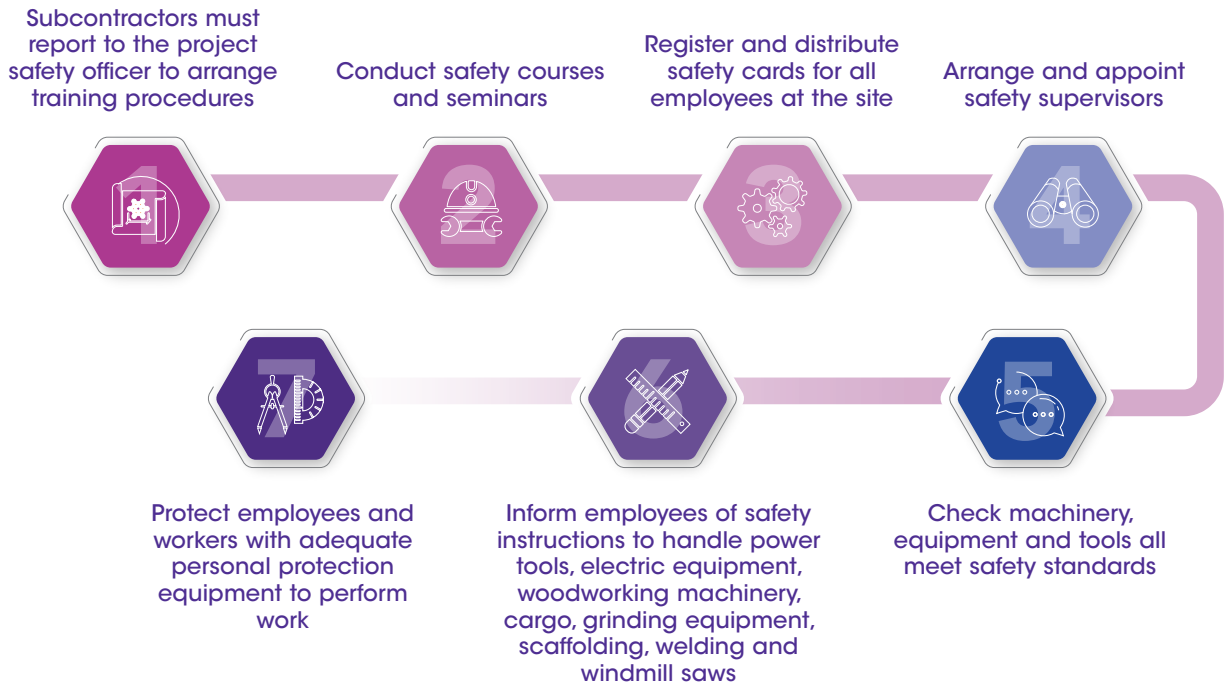 Subcontractors must
report to the project
safety officer to arrange
training procedures
Conduct safety courses
and seminars
Register and distribute
safety cards for all
employees at the site
Arrange and appoint
safety supervisors
1
2
3
4
5
6
7
Check machinery,
equipment and tools all
meet safety standards
Inform employees of safety
instructions to handle power
tools, electric equipment,
woodworking machinery,
cargo, grinding equipment,
scaffolding, welding and
windmill saws
Protect employees and
workers with adequate
personal protection
equipment to perform
work